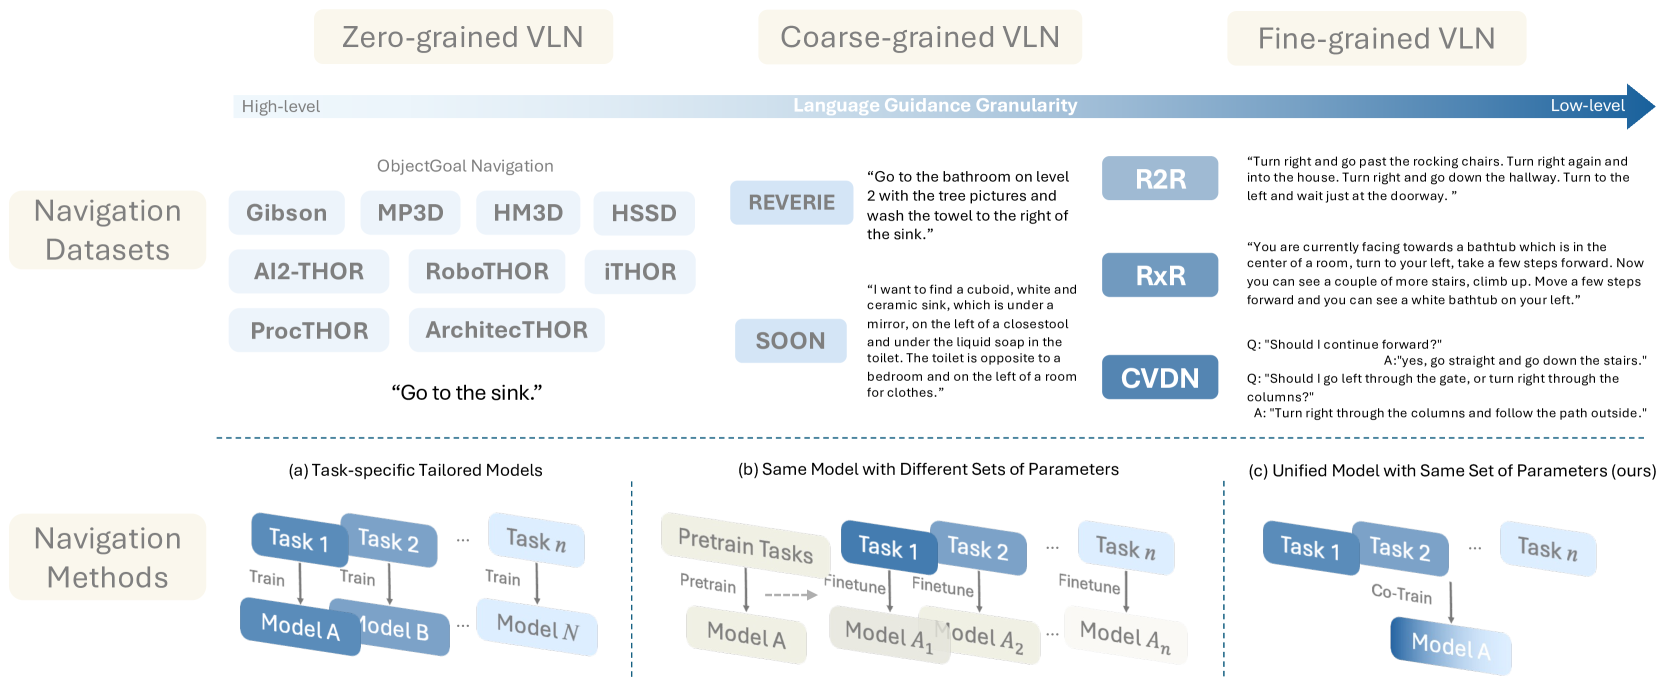 Zero-grained VLN
Coarse-grained VLN
Fine-grained VLN
High-level
Language Guidance Granularity
Low-level
Navigation
Datasets
ObjectGoal Navigation
Gibson
MP3D
HM3D
HSSD
AI2-THOR
RoboTHOR
iTHOR
ProcTHOR
ArchitecTHOR
“Go to the sink.”
REVERIE
“Go to the bathroom on level
2 with the tree pictures and
wash the towel to the right of
the sink.”
SOON
“I want to find a cuboid, white and
ceramic sink, which is under a
mirror, on the left of a closestool
and under the liquid soap in the
toilet. The toilet is opposite to a
bedroom and on the left of a room
for clothes.”
R2R
“Turn right and go past the rocking chairs. Turn right again and
into the house. Turn right and go down the hallway. Turn to the
left and wait just at the doorway. ”
RxR
“You are currently facing towards a bathtub which is in the
center of a room, turn to your left, take a few steps forward. Now
you can see a couple of more stairs, climb up. Move a few steps
forward and you can see a white bathtub on your left.”
CVDN
Q: "Should I continue forward?"
A:"yes, go straight and go down the stairs."
Q: "Should I go left through the gate, or turn right through the
columns?"
A: "Turn right through the columns and follow the path outside."
Navigation
Methods
(a) Task-specific Tailored Models
Task 1
Task 2
...
Task n
Train
Train
Train
Model A
Model B
...
Model N
(b) Same Model with Different Sets of Parameters
Pretrain Tasks
Task 1
Task 2
...
Task n
Pretrain
Finetune
Finetune
Finetune
Model A
Model A₁
Model A₂
...
Model Aₙ
(c) Unified Model with Same Set of Parameters (ours)
Task 1
Task 2
...
Task n
Co-Train
Model A